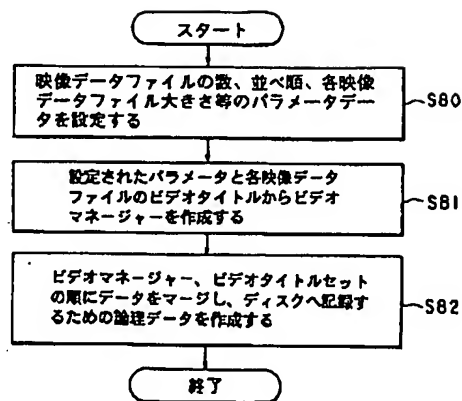 スタート
映像データファイルの数、並べ順、各映像
データファイル大きさ等のパラメータデー
タを設定する
S80
設定されたパラメータと各映像データ
ファイルのビデオタイトルからビデオ
マネージャーを作成する
S81
ビデオマネージャー、ビデオタイトルセット
の順にデータをマージし、ディスクへ記録す
るための論理データを作成する
S82
終了